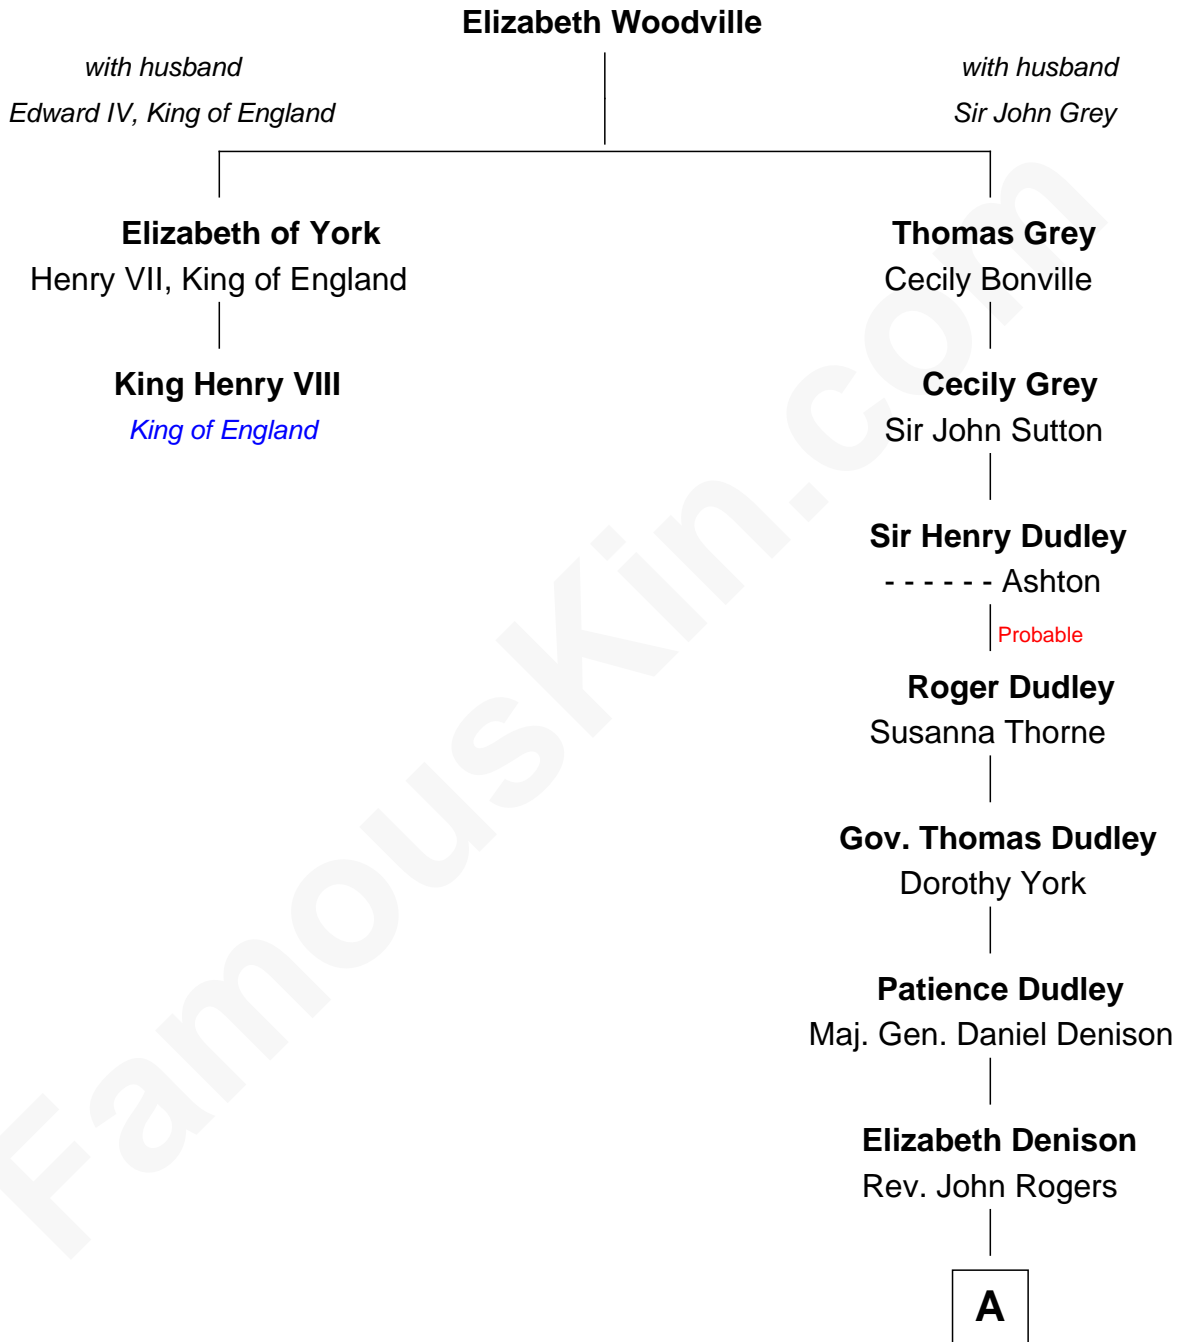 Elizabeth Woodville
with husband
Edward IV, King of England
with husband
Sir John Grey
Elizabeth of York
Henry VII, King of England
Thomas Grey
Cecily Bonville
King Henry VIII
King of England
Cecily Grey
Sir John Sutton
Sir Henry Dudley
- - - - - - Ashton
Probable
Roger Dudley
Susanna Thorne
Gov. Thomas Dudley
Dorothy York
Patience Dudley
Maj. Gen. Daniel Denison
Elizabeth Denison
Rev. John Rogers
A
FamousKin.com